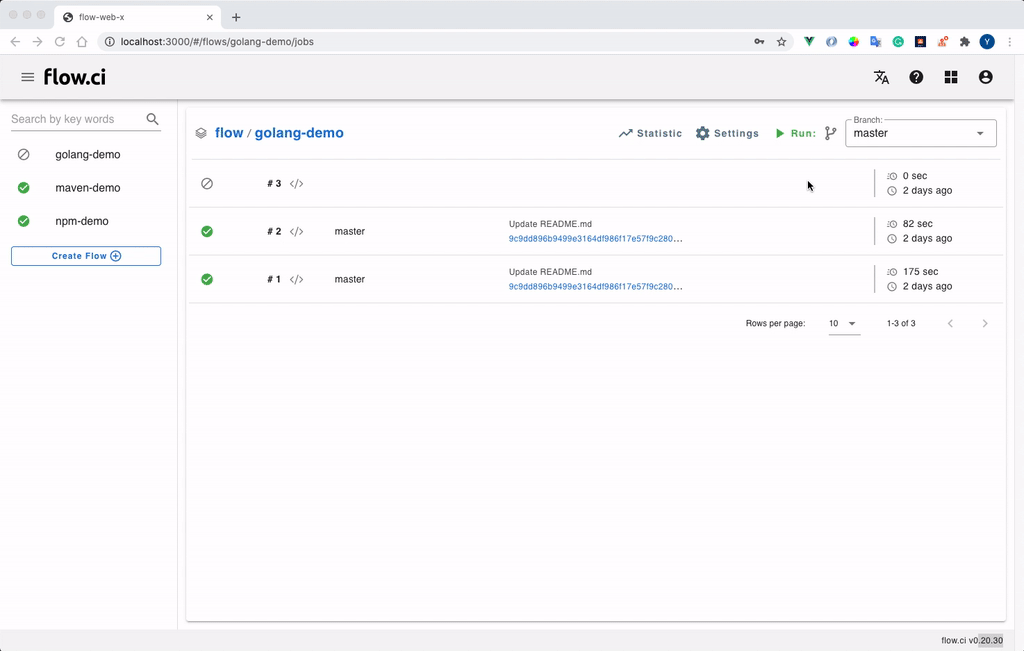 flow-web-x
localhost:3000/#/flows/golang-demo/jobs
Y
flow.ci
Search by key words
golang-demo
maven-demo
npm-demo
Create Flow
flow / golang-demo
Statistic
Settings
Run:
Branch:
master
# 3 </>
0 sec
2 days ago
# 2 </> master
Update README.md
9c9dd896b9499e3164df986f17e57f9c280...
82 sec
2 days ago
# 1 </> master
Update README.md
9c9dd896b9499e3164df986f17e57f9c280...
175 sec
2 days ago
Rows per page: 10 1-3 of 3
flow.ci v0.20.30